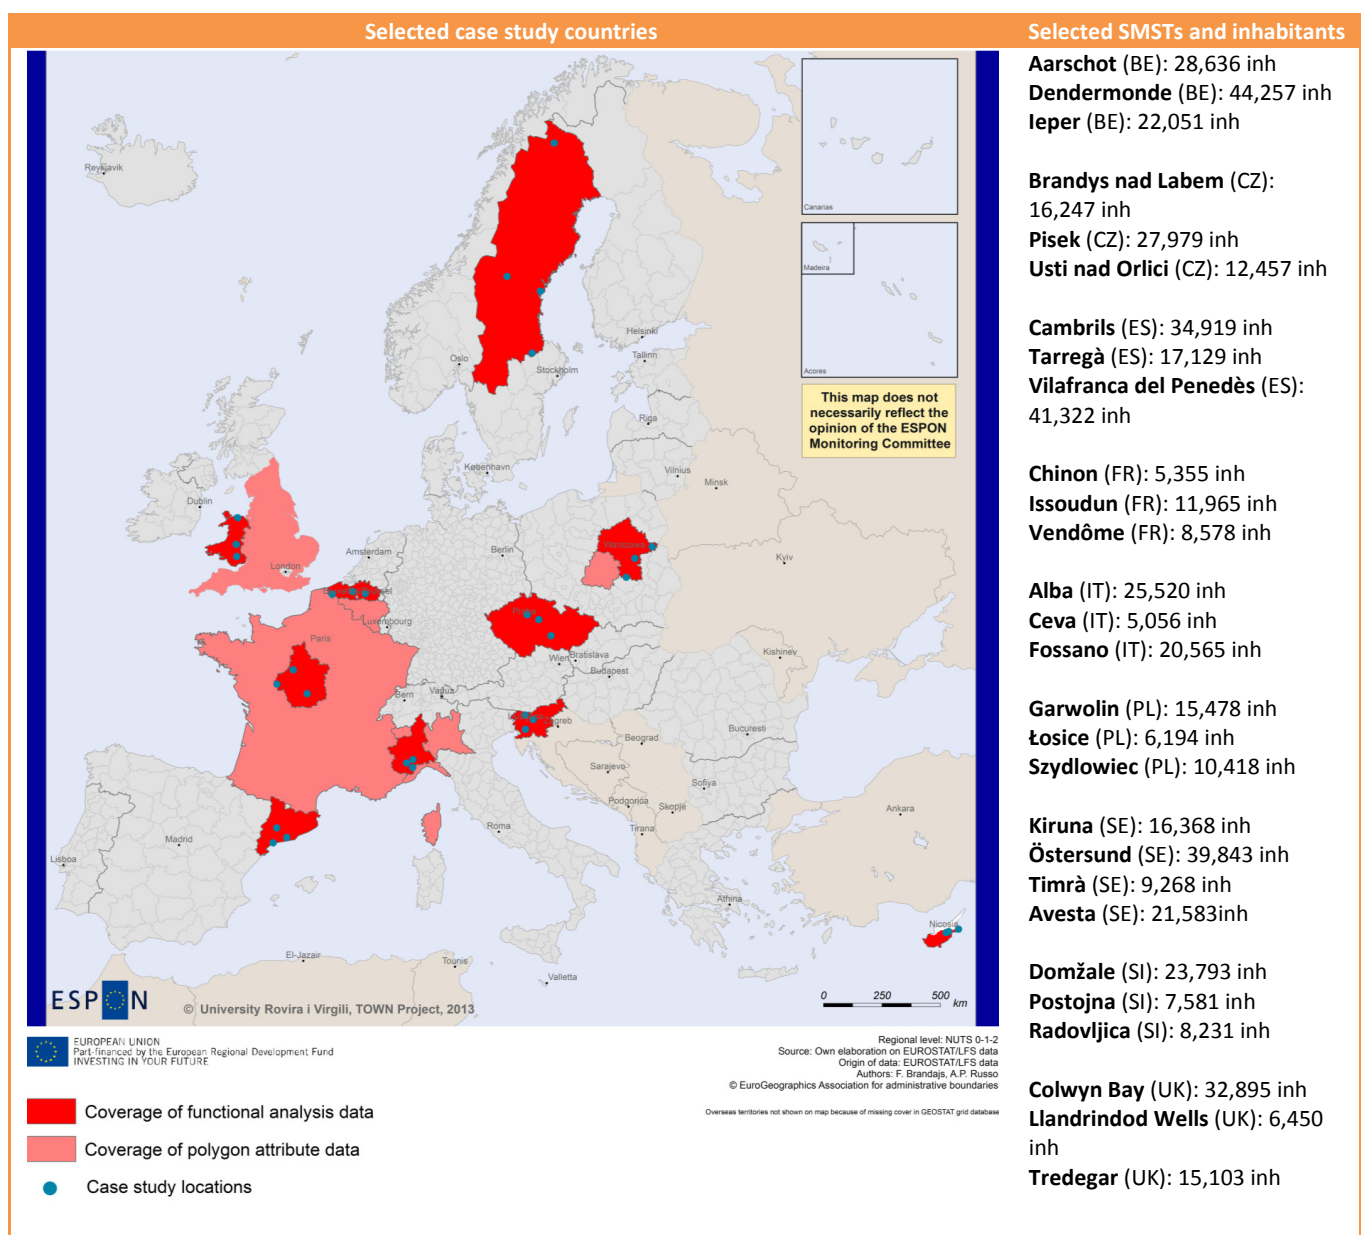 Selected case study countries
Selected SMSTs and inhabitants
Reykjavik
Canarias
Madeira
Acores
Helsinki
Oslo
Tallinn
Stockholm
This map does not
necessarily reflect the
opinion of the ESPON
Monitoring Committee
Riga
København
Vilnius
Minsk
Dublin
Amsterdam
Berlin
Warszawa
Kyiv
London
Luxembourg
Praha
Paris
Kishinev
Wien
Bratislava
Budapest
Bern
Vaduz
Zagreb
Bucuresti
Beograd
Sarajevo
Sofiya
Podgorica
Skopje
Ankara
Madrid
Roma
Tirana
Lisboa
Athina
Nicosia
El-Jazair
Tunis
Valletta
ESPON
© University Rovira i Virgili, TOWN Project, 2013
0 250 500
km
EUROPEAN UNION
Part-financed by the European Regional Development Fund
INVESTING IN YOUR FUTURE
Regional level: NUTS 0-1-2
Source: Own elaboration on EUROSTAT/LFS data
Origin of data: EUROSTAT/LFS data
Authors: F. Brandajs, A.P. Russo
© EuroGeographics Association for administrative boundaries
Overseas territories not shown on map because of missing cover in GEOSTAT grid database
Coverage of functional analysis data
Coverage of polygon attribute data
Case study locations
Aarschot (BE): 28,636 inh
Dendermonde (BE): 44,257 inh
Ieper (BE): 22,051 inh
Brandys nad Labem (CZ):
16,247 inh
Pisek (CZ): 27,979 inh
Usti nad Orlici (CZ): 12,457 inh
Cambrils (ES): 34,919 inh
Tarregà (ES): 17,129 inh
Vilafranca del Penedès (ES):
41,322 inh
Chinon (FR): 5,355 inh
Issoudun (FR): 11,965 inh
Vendôme (FR): 8,578 inh
Alba (IT): 25,520 inh
Ceva (IT): 5,056 inh
Fossano (IT): 20,565 inh
Garwolin (PL): 15,478 inh
Łosice (PL): 6,194 inh
Szydlowiec (PL): 10,418 inh
Kiruna (SE): 16,368 inh
Östersund (SE): 39,843 inh
Timrà (SE): 9,268 inh
Avesta (SE): 21,583inh
Domžale (SI): 23,793 inh
Postojna (SI): 7,581 inh
Radovljica (SI): 8,231 inh
Colwyn Bay (UK): 32,895 inh
Llandrindod Wells (UK): 6,450
inh
Tredegar (UK): 15,103 inh